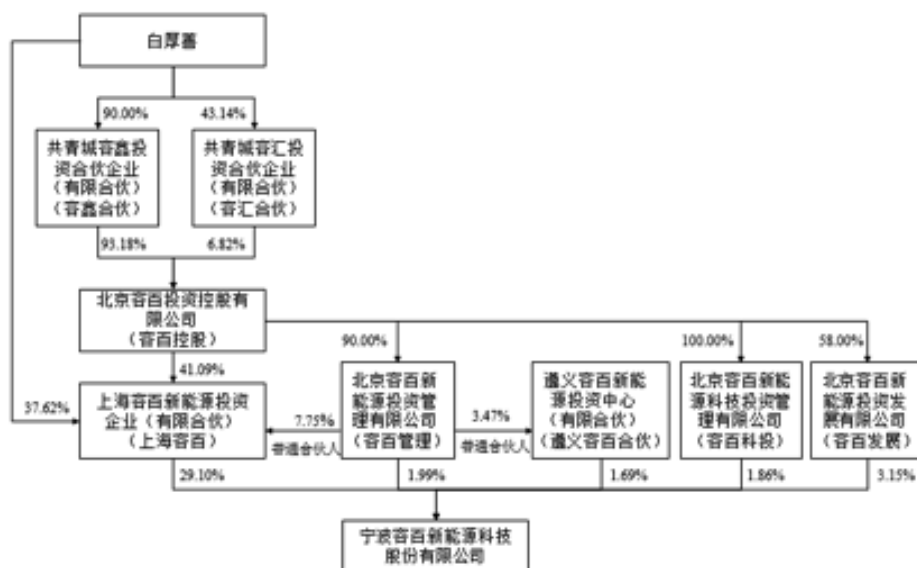 白厚善
90.00%
43.14%
共青城容鑫投
资合伙企业
(有限合伙)
(容鑫合伙)
共青城容汇投
资合伙企业
(有限合伙)
(容汇合伙)
93.18%
6.82%
北京容百投资控股有
限公司
(容百控股)
90.00%
100.00%
58.00%
41.09%
37.62%
上海容百新能源投资
企业(有限合伙)
(上海容百)
7.75%
普通合伙人
北京容百新
能源投资管
理有限公司
(容百管理)
3.47%
普通合伙人
遵义容百新能
源投资中心
(有限合伙)
(遵义容百合伙)
北京容百新能
源科技投资管
理有限公司
(容百科投)
北京容百新
能源投资发
展有限公司
(容百发展)
29.10%
1.99%
1.69%
1.86%
3.15%
宁波容百新能源科技
股份有限公司